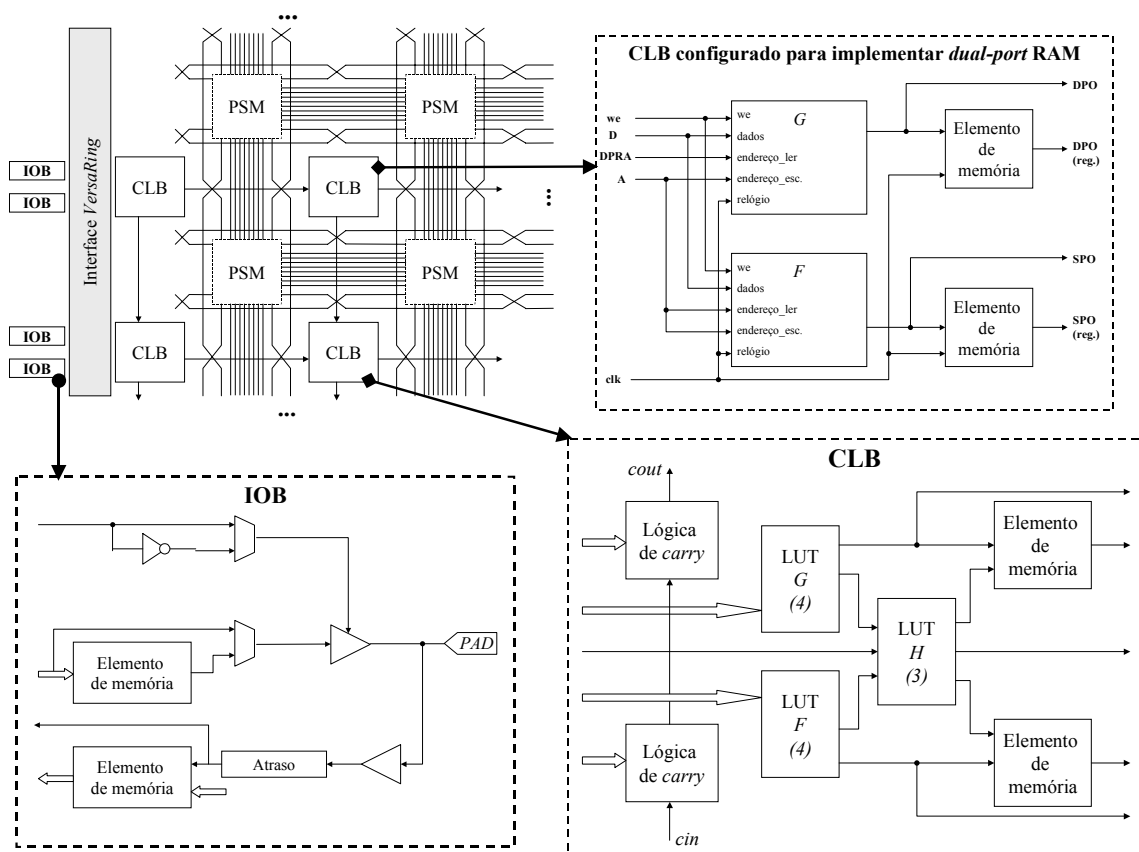 ...
PSM
PSM
IOB
IOB
Interface VersaRing
CLB
CLB
...
PSM
PSM
IOB
IOB
CLB
CLB
...
CLB configurado para implementar dual-port RAM
we
D
DPRA
A
clk
we
G
dados
endereço_ler
endereço_esc.
relógio
we
F
dados
endereço_ler
endereço_esc.
relógio
Elemento
de
memória
Elemento
de
memória
DPO
DPO
(reg.)
SPO
SPO
(reg.)
IOB
PAD
Elemento
de memória
Atraso
Elemento
de memória
CLB
cout
Lógica
de carry
LUT
G
(4)
LUT
H
(3)
LUT
F
(4)
Lógica
de carry
cin
Elemento
de
memória
Elemento
de
memória